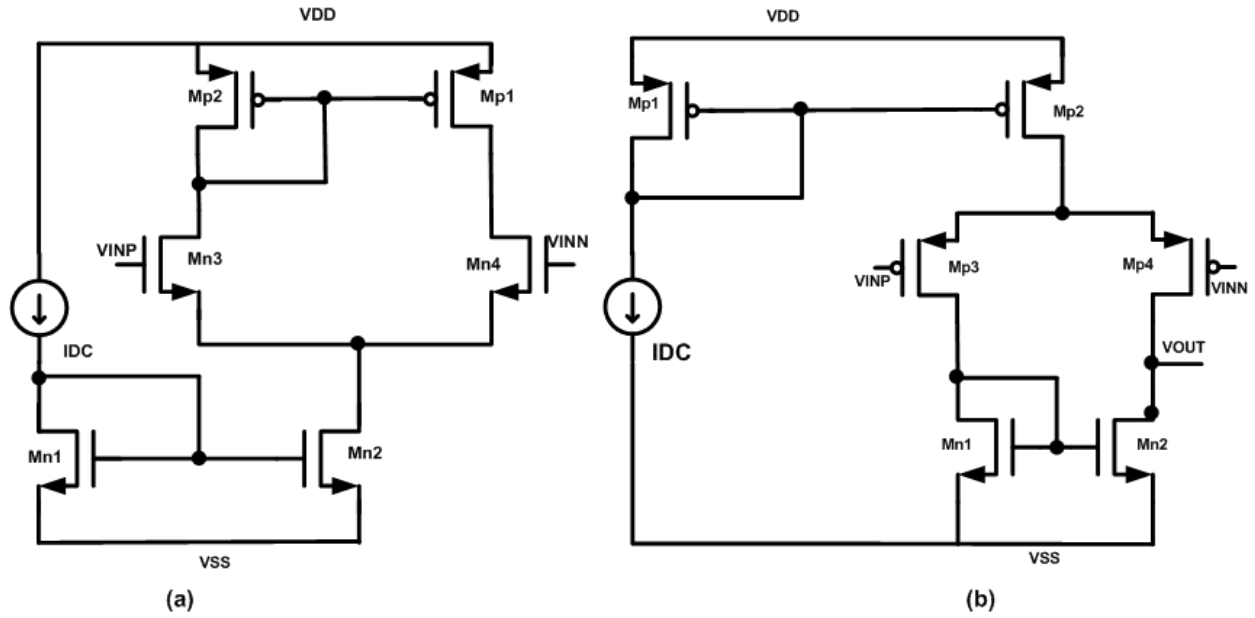 VDD
Mp2
Mp1
VINP
Mn3
Mn4
VINN
IDC
Mn1
Mn2
VSS
(a)
VDD
Mp1
Mp2
VINP
Mp3
Mp4
VINN
IDC
VOUT
Mn1
Mn2
VSS
(b)